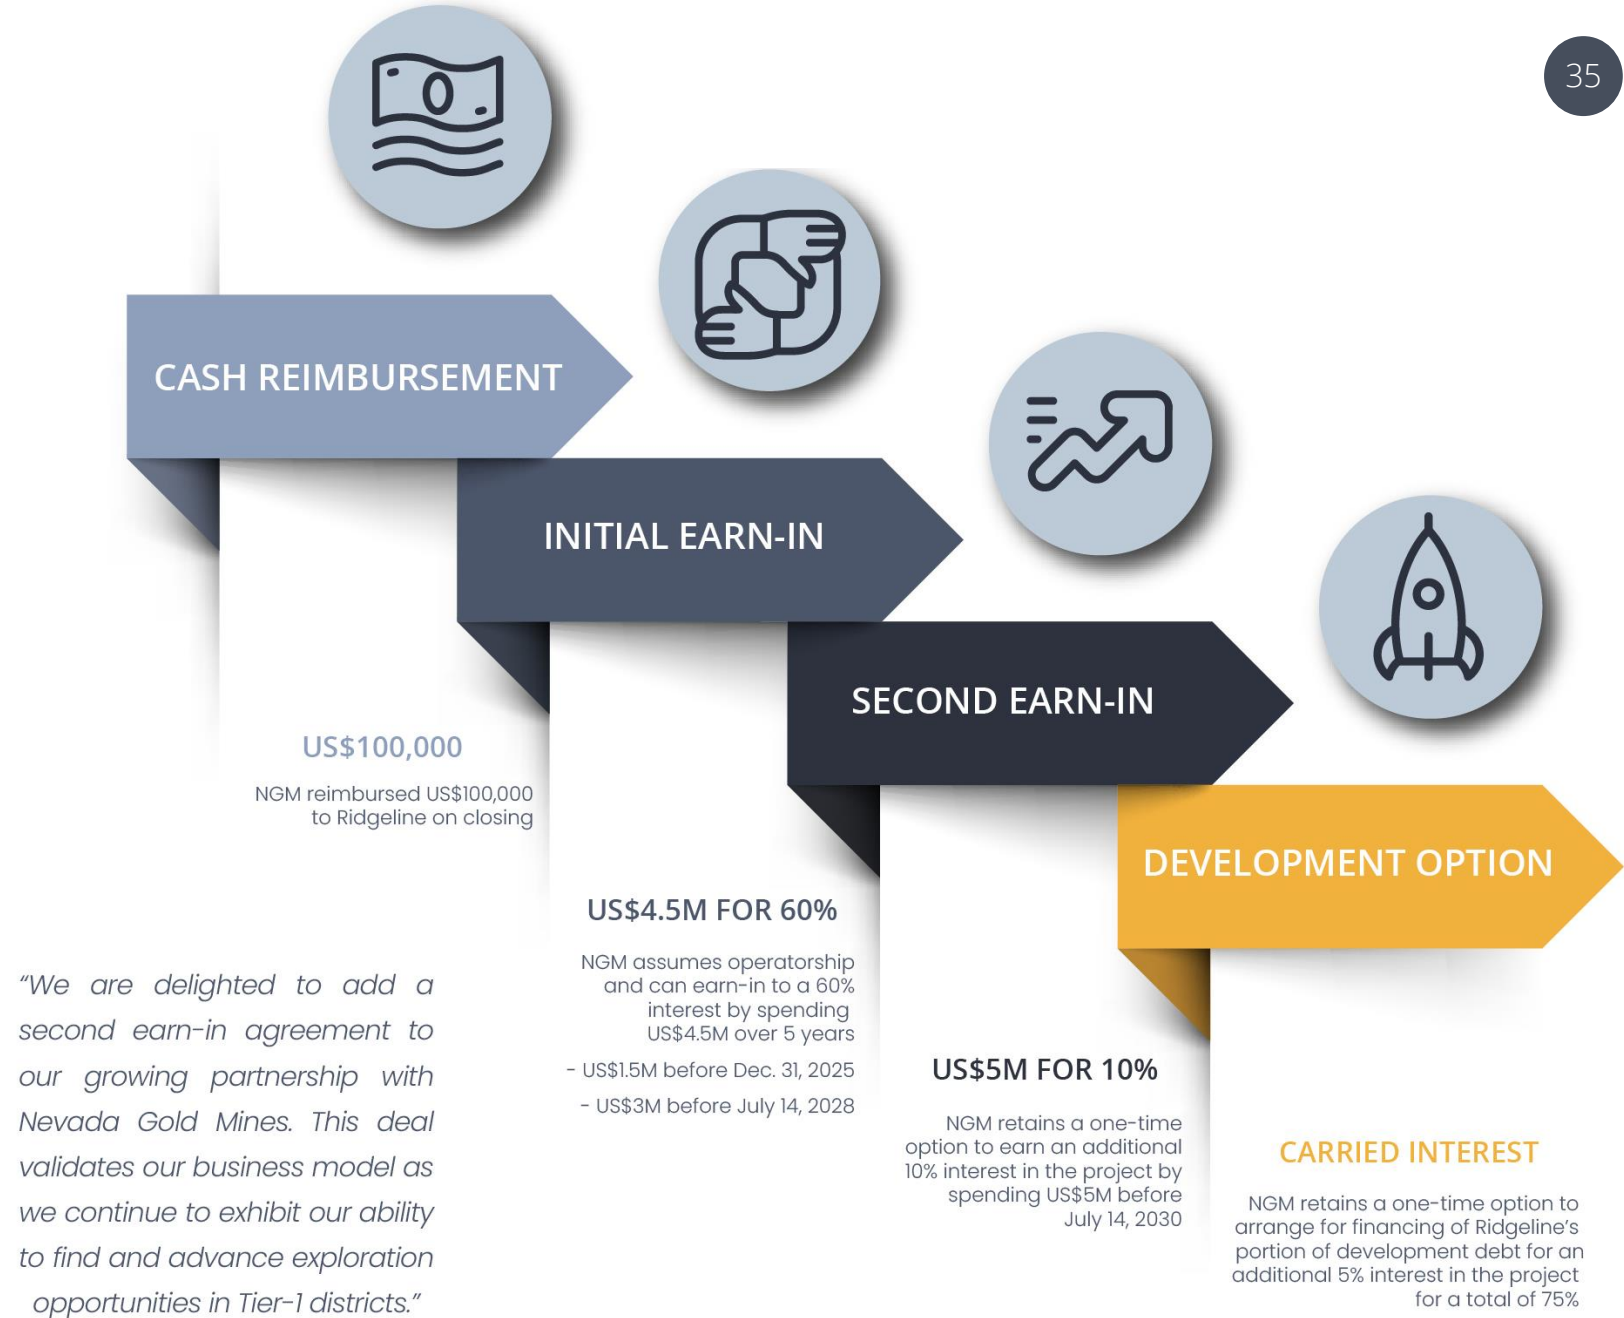 35
CASH REIMBURSEMENT
INITIAL EARN-IN
SECOND EARN-IN
DEVELOPMENT OPTION
US$100,000
NGM reimbursed US$100,000
to Ridgeline on closing
US$4.5M FOR 60%
NGM assumes operatorship
and can earn-in to a 60%
interest by spending
US$4.5M over 5 years
- US$1.5M before Dec. 31, 2025
- US$3M before July 14, 2028
US$5M FOR 10%
NGM retains a one-time
option to earn an additional
10% interest in the project by
spending US$5M before
July 14, 2030
CARRIED INTEREST
NGM retains a one-time option to
arrange for financing of Ridgeline’s
portion of development debt for an
additional 5% interest in the project
for a total of 75%
“We are delighted to add a
second earn-in agreement to
our growing partnership with
Nevada Gold Mines. This deal
validates our business model as
we continue to exhibit our ability
to find and advance exploration
opportunities in Tier-1 districts.”